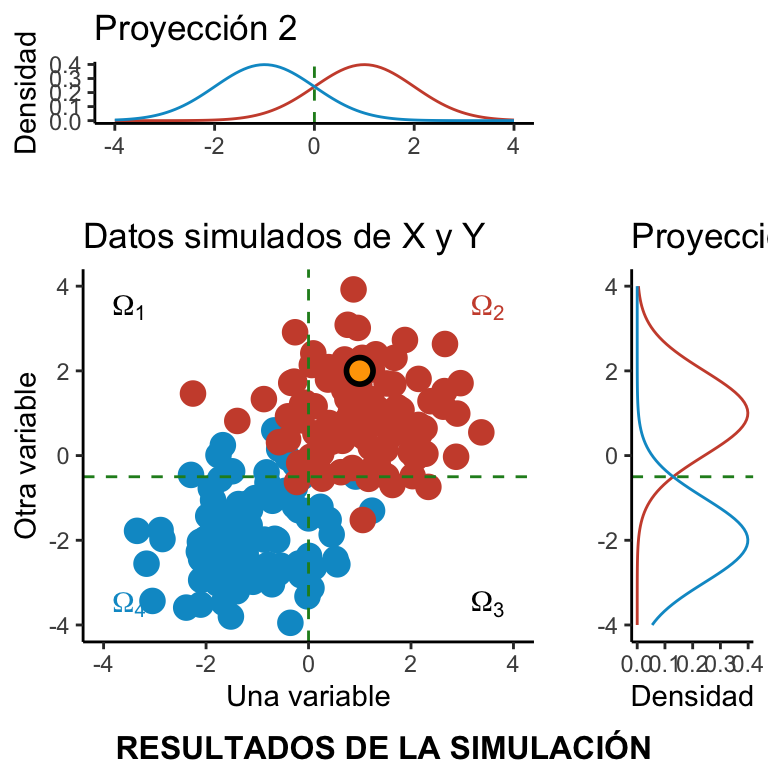 Proyección 2
Densidad
0.4
0.3
0.2
0.1
0.0
-4 -2 0 2 4
Datos simulados de X y Y
Otra variable
4
2
0
-2
-4
Ω1
Ω2
Ω4
Ω3
-4 -2 0 2 4
Una variable
Proyecci
4
2
0
-2
-4
0.0 0.1 0.2 0.3 0.4
Densidad
RESULTADOS DE LA SIMULACIÓN